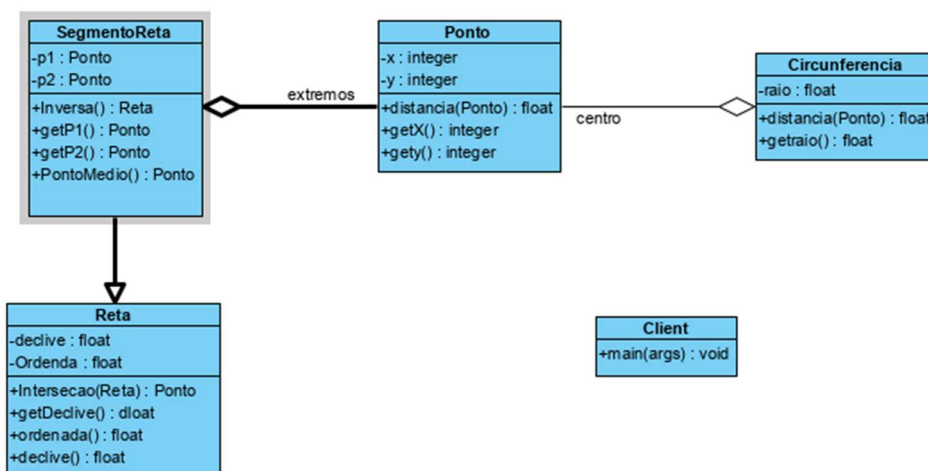 SegmentoReta
-p1 : Ponto
-p2 : Ponto
+Inversa() : Reta
+getP1() : Ponto
+getP2() : Ponto
+PontoMedio() : Ponto
extremos
Ponto
-x : integer
-y : integer
+distancia(Ponto) : float
+getX() : integer
+gety() : integer
centro
Circunferencia
-raio : float
+distancia(Ponto) : float
+getraio() : float
Reta
-declive : float
-Ordenda : float
+Intersecao(Reta) : Ponto
+getDeclive() : dloat
+ordenada() : float
+declive() : float
Client
+main(args) : void